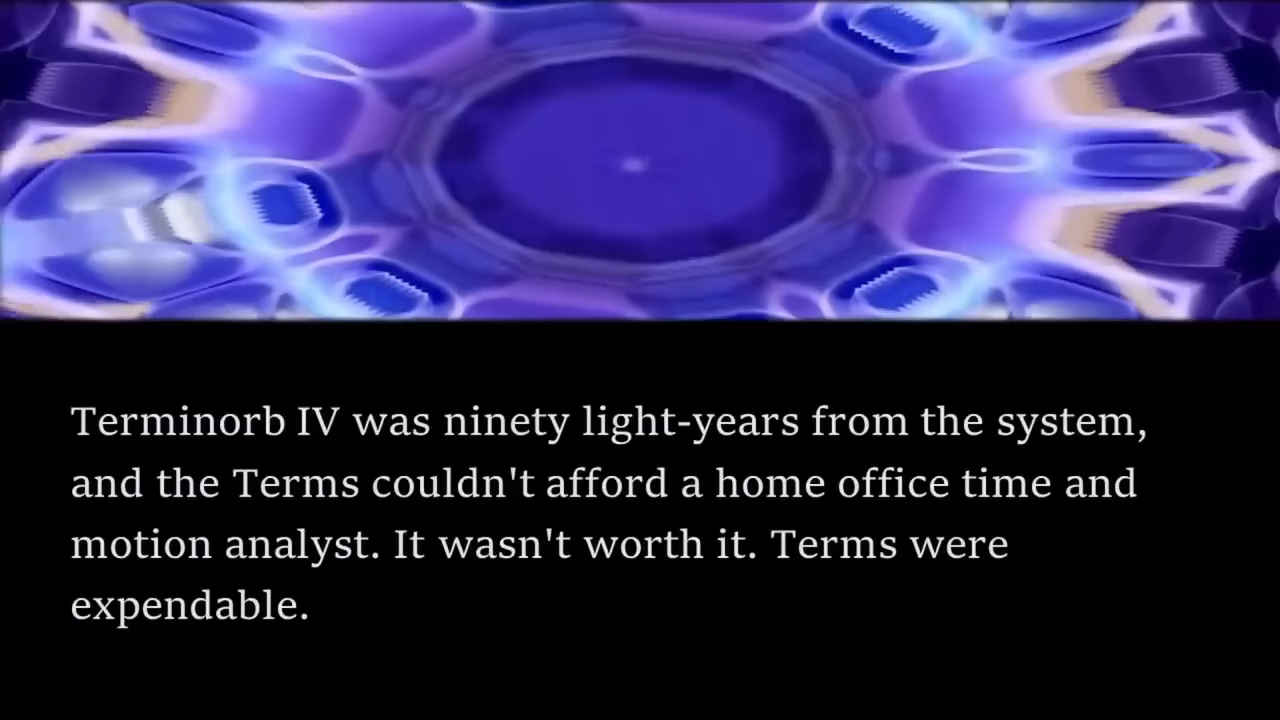 Terminorb IV was ninety light-years from the system,
and the Terms couldn't afford a home office time and
motion analyst. It wasn't worth it. Terms were
expendable.